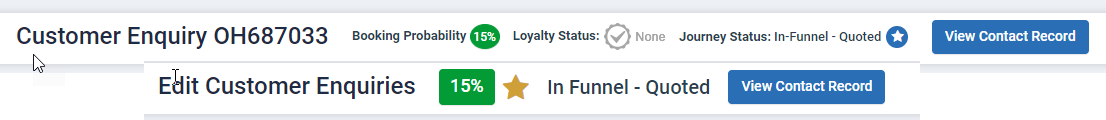 Customer Enquiry OH687033 Booking Probability 15% Loyalty Status: None Journey Status: In-Funnel - Quoted View Contact Record
Edit Customer Enquiries 15% In Funnel - Quoted View Contact Record